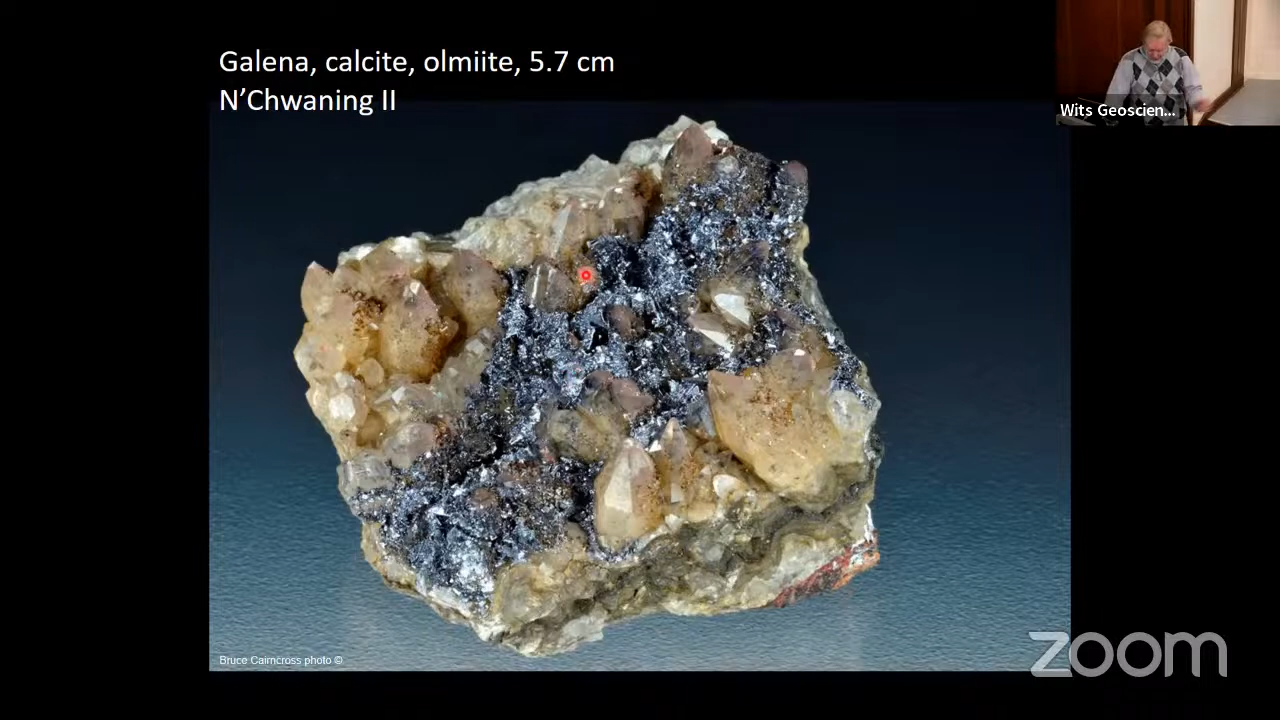 Galena, calcite, olmiite, 5.7 cm
N’Chwaning II
Wits Geoscien...
Bruce Cairncross photo ©
zoom